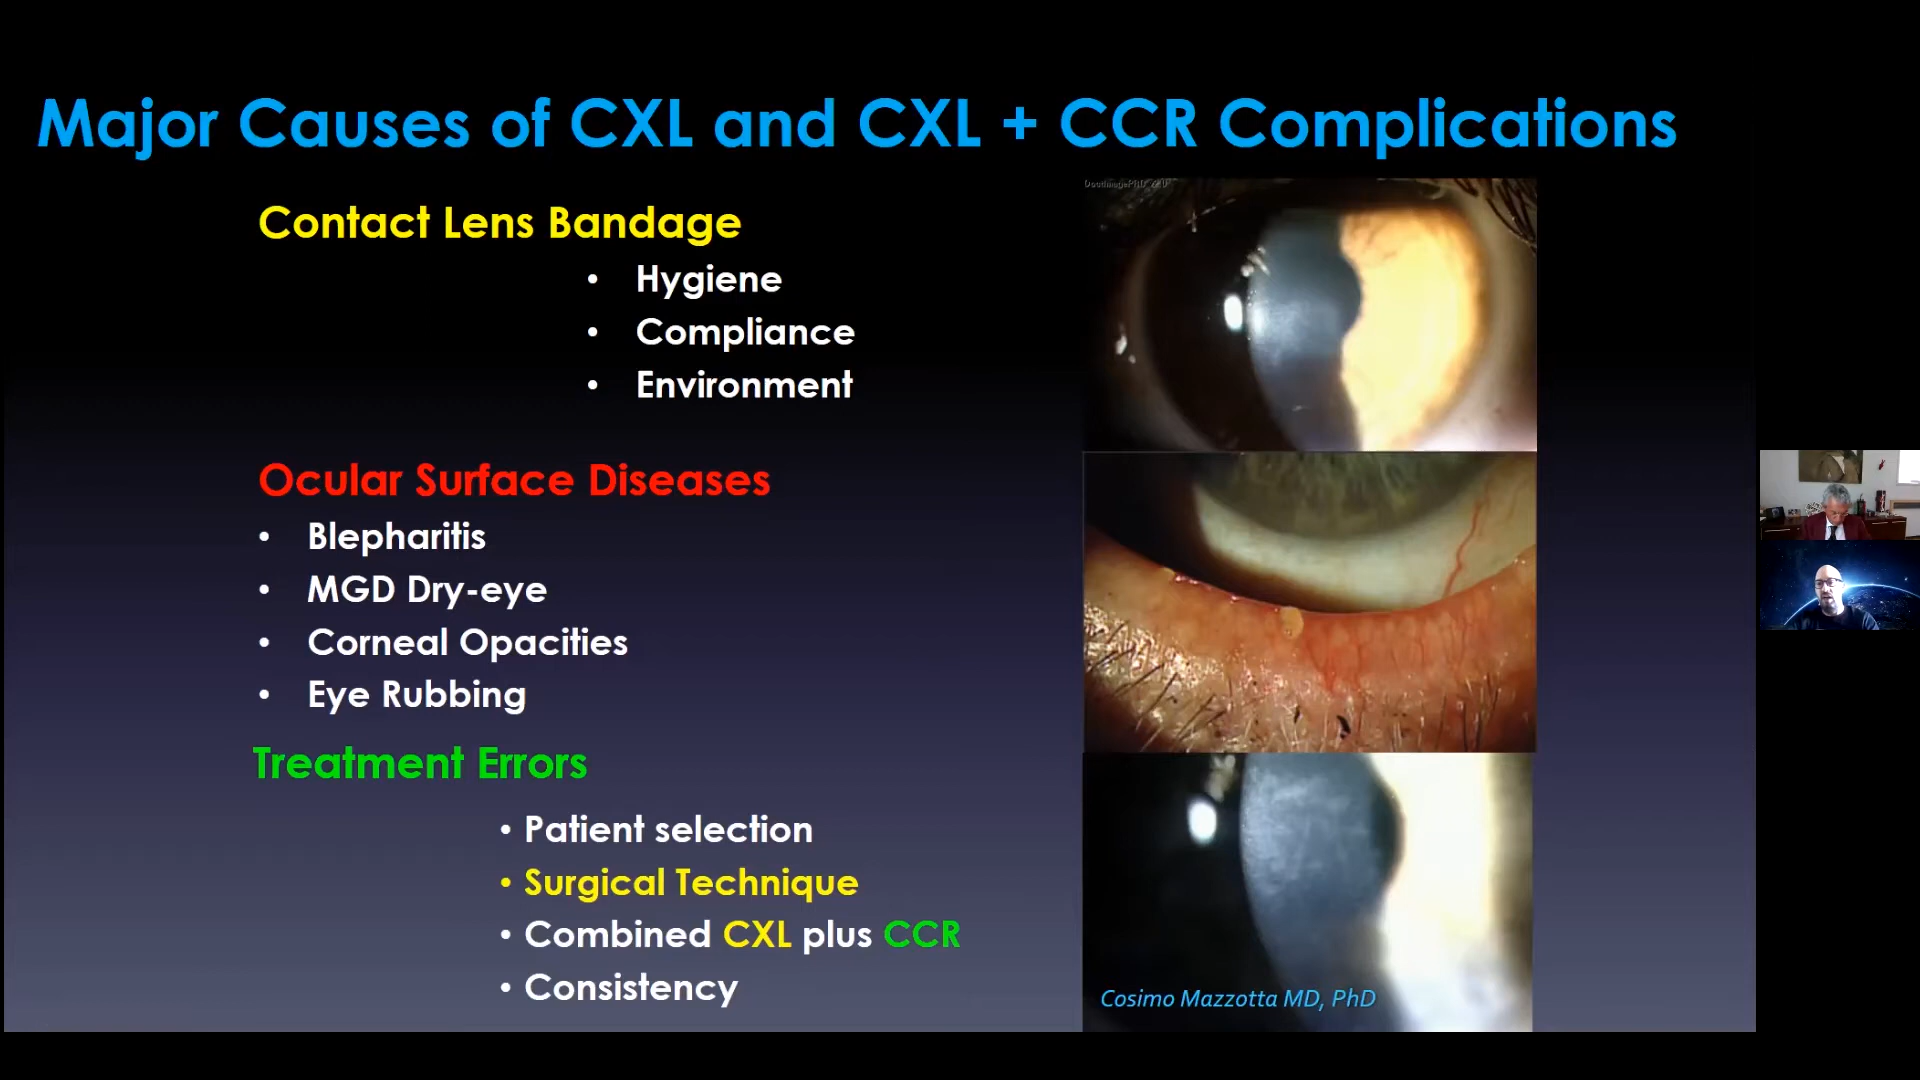 Major Causes of CXL and CXL + CCR Complications
Contact Lens Bandage
• Hygiene
• Compliance
• Environment
Ocular Surface Diseases
• Blepharitis
• MGD Dry-eye
• Corneal Opacities
• Eye Rubbing
Treatment Errors
• Patient selection
• Surgical Technique
• Combined CXL plus CCR
• Consistency
Cosimo Mazzotta MD, PhD